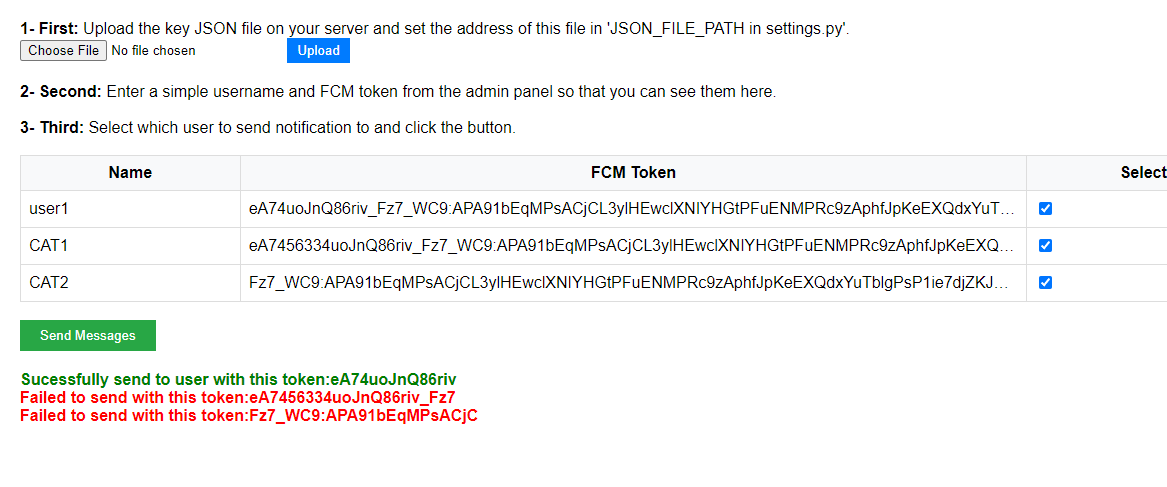 1- First: Upload the key JSON file on your server and set the address of this file in 'JSON_FILE_PATH in settings.py'.
Choose File No file chosen Upload
2- Second: Enter a simple username and FCM token from the admin panel so that you can see them here.
3- Third: Select which user to send notification to and click the button.
Name FCM Token Select
user1 eA74uoJnQ86riv_Fz7_WC9:APA91bEqMPsACjCL3ylHEwclXNIYHGtPFuENMPRc9zAphfJpKeEXQdxYuT...
CAT1 eA7456334uoJnQ86riv_Fz7_WC9:APA91bEqMPsACjCL3ylHEwclXNIYHGtPFuENMPRc9zAphfJpKeEXQ...
CAT2 Fz7_WC9:APA91bEqMPsACjCL3ylHEwclXNIYHGtPFuENMPRc9zAphfJpKeEXQdxYuTblgPsP1ie7djZKJ...
Send Messages
Sucessfully send to user with this token:eA74uoJnQ86riv
Failed to send with this token:eA7456334uoJnQ86riv_Fz7
Failed to send with this token:Fz7_WC9:APA91bEqMPsACjC